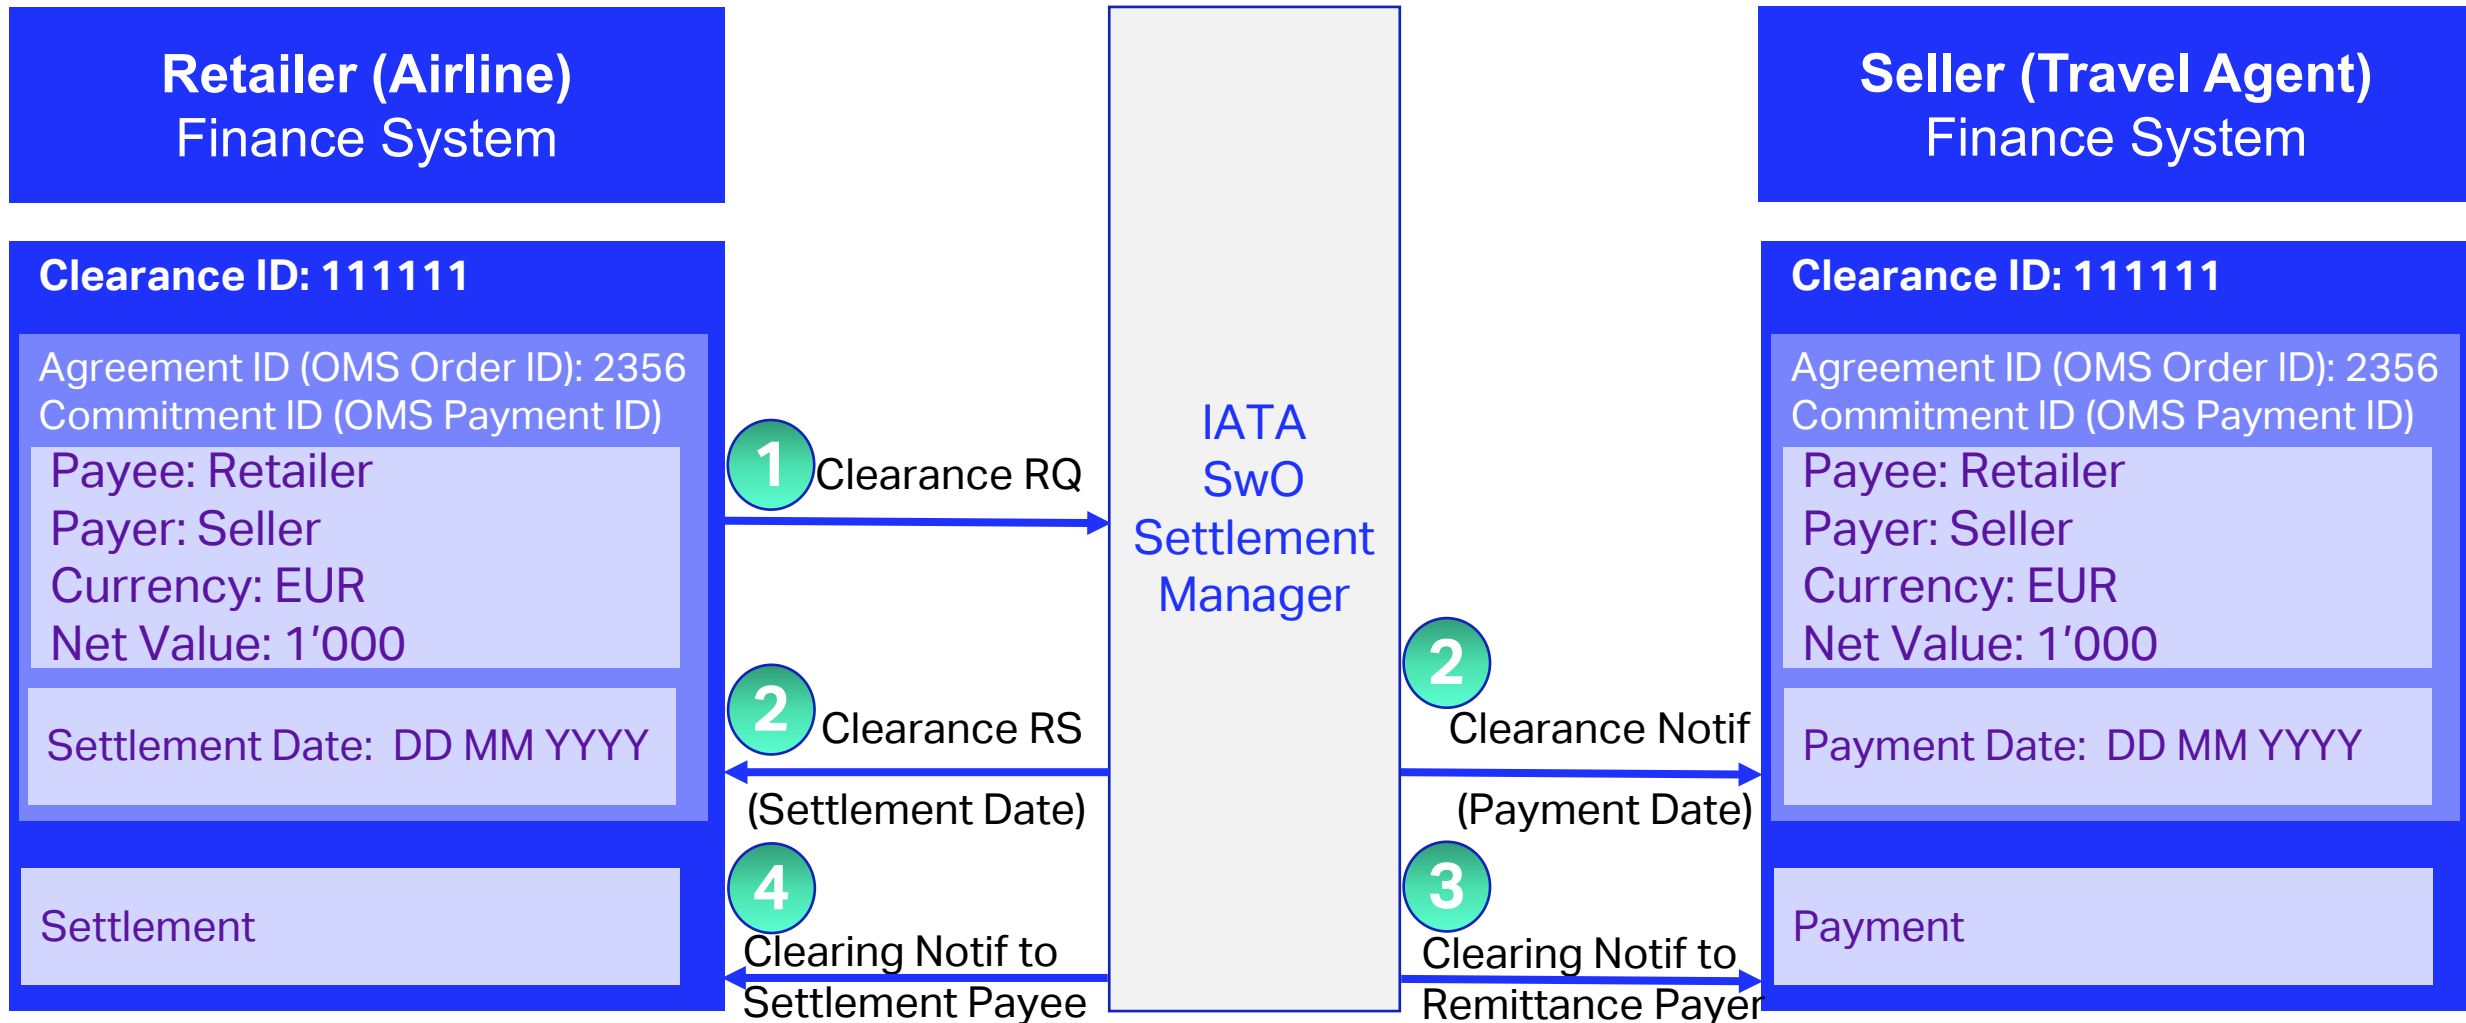 Retailer (Airline)
Finance System
Clearance ID: 111111
Agreement ID (OMS Order ID): 2356
Commitment ID (OMS Payment ID)
Payee: Retailer
Payer: Seller
Currency: EUR
Net Value: 1’000
Settlement Date: DD MM YYYY
Settlement
1
Clearance RQ
2
Clearance RS
(Settlement Date)
4
Clearing Notif to
Settlement Payee
IATA
SwO
Settlement
Manager
2
Clearance Notif
(Payment Date)
3
Clearing Notif to
Remittance Payer
Seller (Travel Agent)
Finance System
Clearance ID: 111111
Agreement ID (OMS Order ID): 2356
Commitment ID (OMS Payment ID)
Payee: Retailer
Payer: Seller
Currency: EUR
Net Value: 1’000
Payment Date: DD MM YYYY
Payment